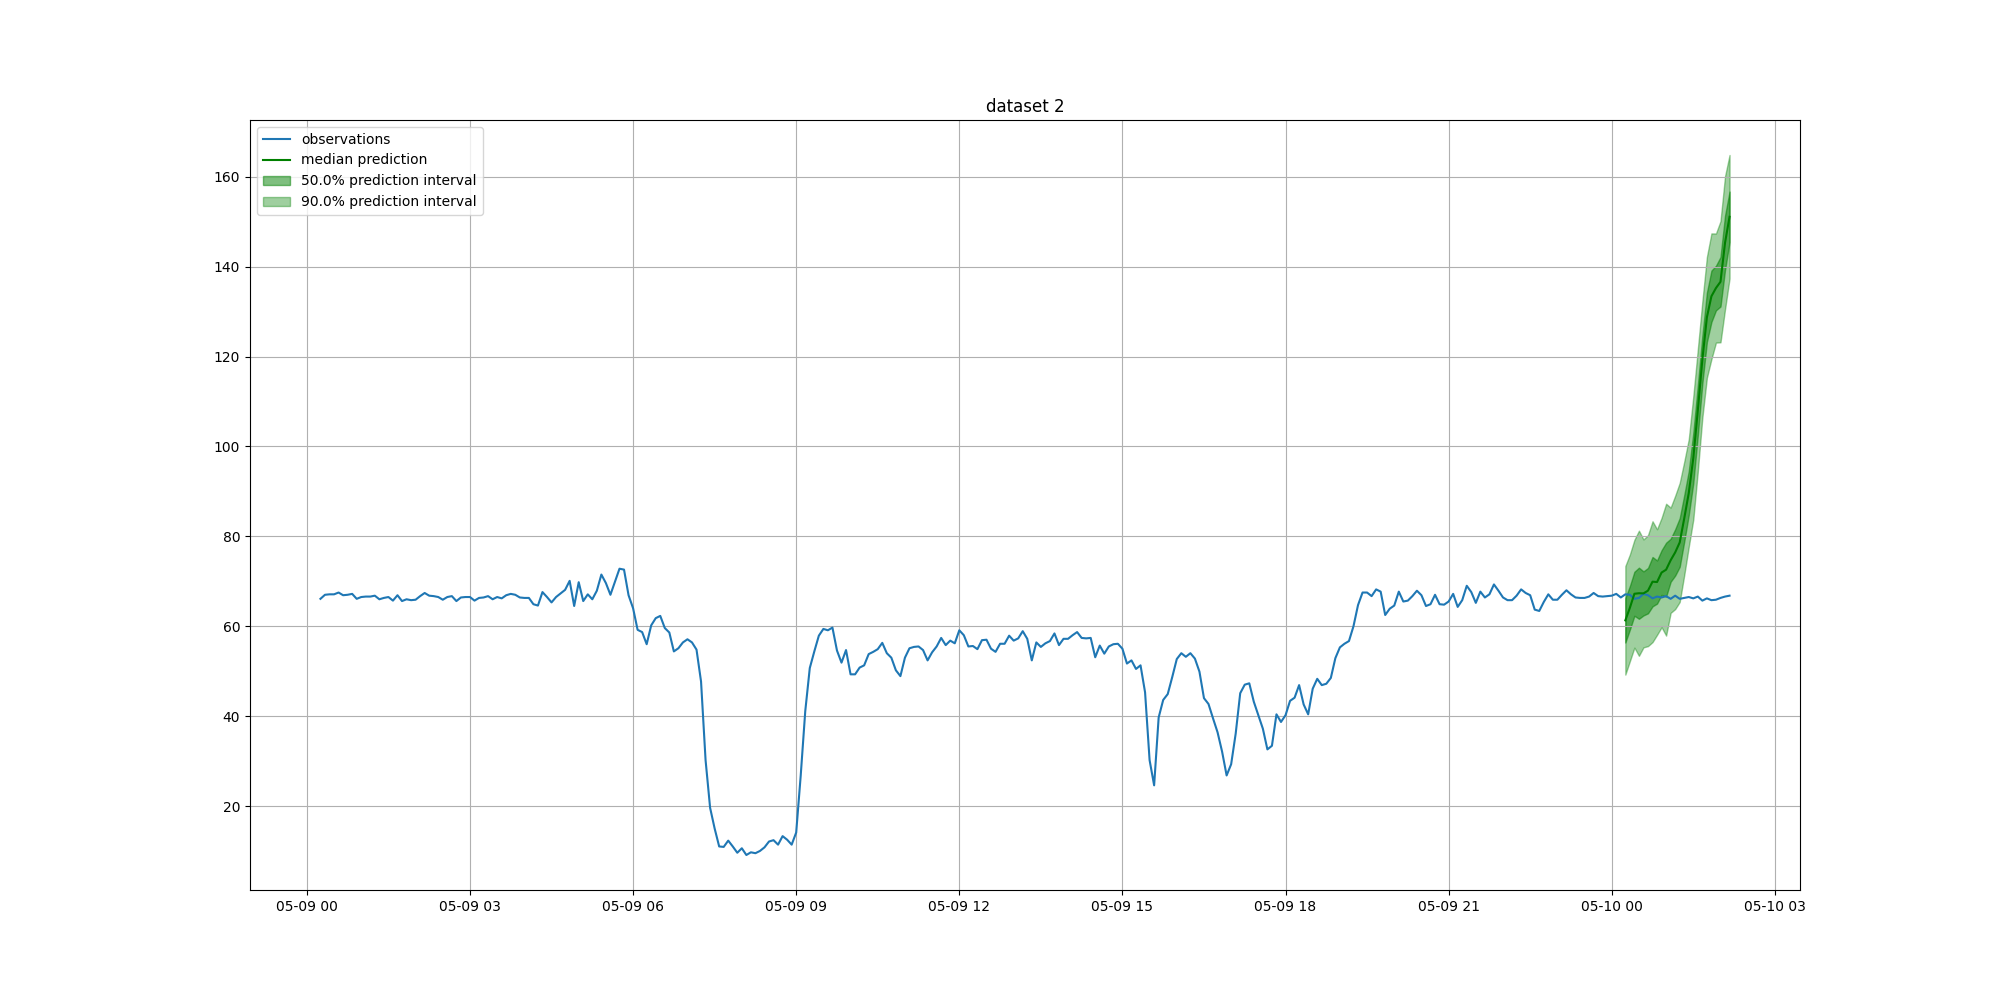 dataset 2
observations
median prediction
50.0% prediction interval
90.0% prediction interval
160
140
120
100
80
60
40
20
05-09 00 05-09 03 05-09 06 05-09 09 05-09 12 05-09 15 05-09 18 05-09 21 05-10 00 05-10 03